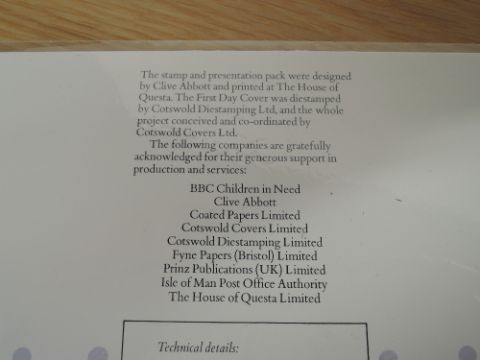 The stamp and presentation pack were designed
by Clive Abbott and printed at The House of
Questa. The First Day Cover was diestamped
by Cotswold Diestamping Ltd, and the whole
project conceived and co-ordinated by
Cotswold Covers Ltd.
The following companies are gratefully
acknowledged for their generous support in
production and services:
BBC Children in Need
Clive Abbott
Coated Papers Limited
Cotswold Covers Limited
Cotswold Diestamping Limited
Fyne Papers (Bristol) Limited
Prinz Publications (UK) Limited
Isle of Man Post Office Authority
The House of Questa Limited
Technical details: